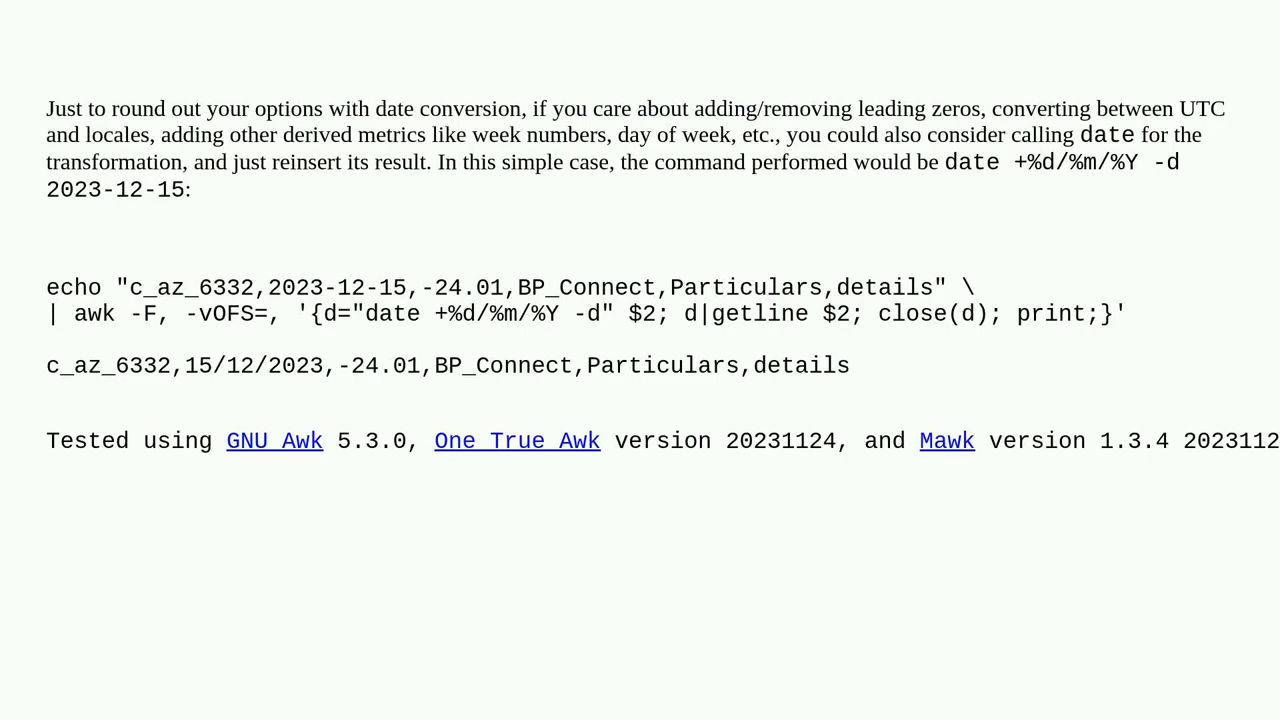 Just to round out your options with date conversion, if you care about adding/removing leading zeros, converting between UTC
and locales, adding other derived metrics like week numbers, day of week, etc., you could also consider calling date for the
transformation, and just reinsert its result. In this simple case, the command performed would be date +%d/%m/%Y -d
2023-12-15:
echo "c_az_6332,2023-12-15,-24.01,BP_Connect,Particulars,details" \
| awk -F, -vOFS=, '{d="date +%d/%m/%Y -d" $2; d|getline $2; close(d); print;}'
c_az_6332,15/12/2023,-24.01,BP_Connect,Particulars,details
Tested using GNU Awk 5.3.0, One True Awk version 20231124, and Mawk version 1.3.4 2023112